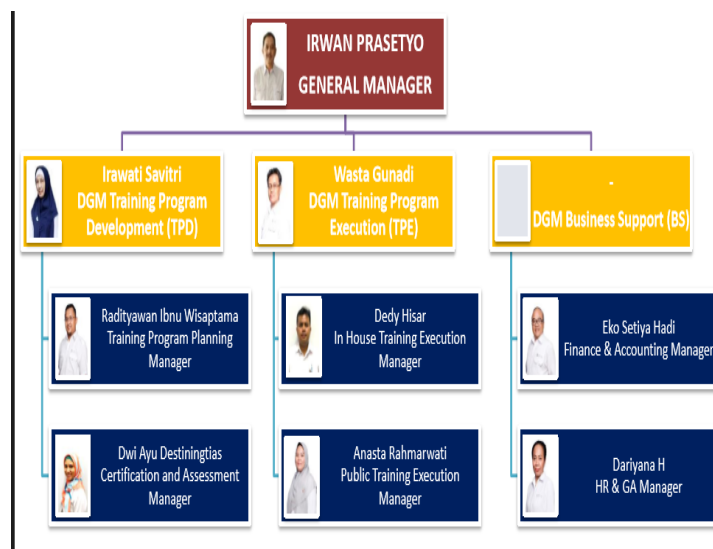 IRWAN PRASETYO
GENERAL MANAGER
Irawati Savitri
DGM Training Program
Development (TPD)
Wasta Gunadi
DGM Training Program
Execution (TPE)
-
DGM Business Support (BS)
Radityawan Ibnu Wisaptama
Training Program Planning
Manager
Dedy Hisar
In House Training Execution
Manager
Eko Setiya Hadi
Finance & Accounting Manager
Dwi Ayu Destiningtias
Certification and Assessment
Manager
Anasta Rahmarwati
Public Training Execution
Manager
Dariyana H
HR & GA Manager